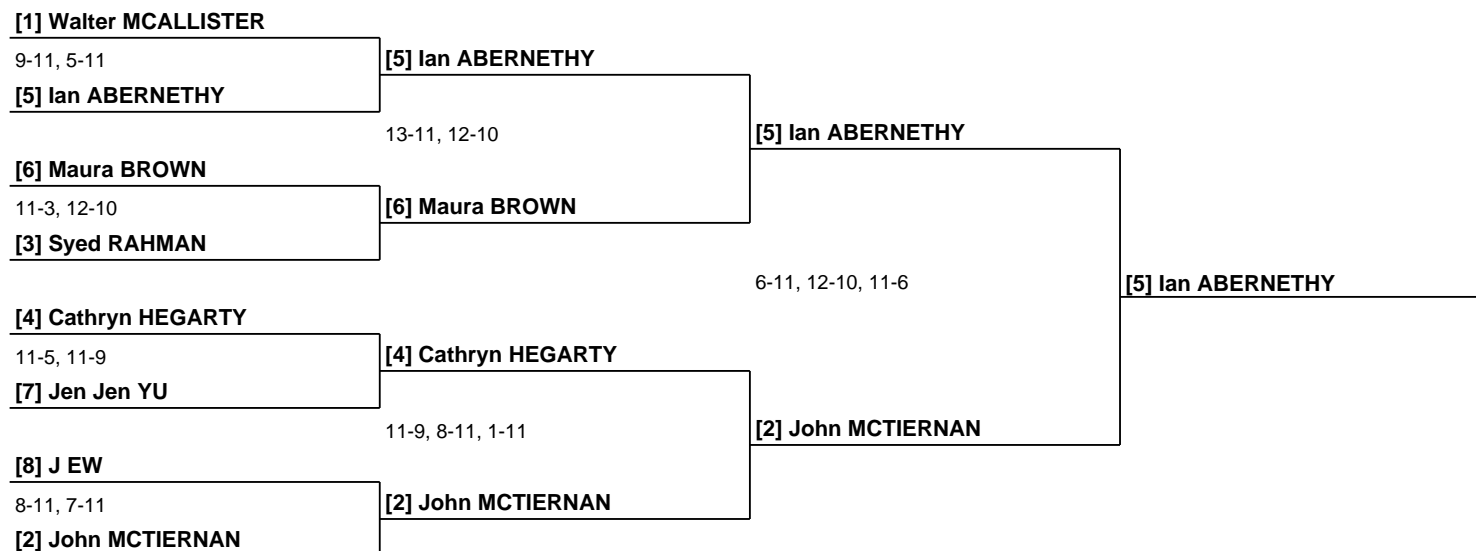 [1] Walter MCALLISTER
9-11, 5-11
[5] Ian ABERNETHY
[5] Ian ABERNETHY
13-11, 12-10
[5] Ian ABERNETHY
[6] Maura BROWN
11-3, 12-10
[6] Maura BROWN
[3] Syed RAHMAN
6-11, 12-10, 11-6
[5] Ian ABERNETHY
[4] Cathryn HEGARTY
11-5, 11-9
[4] Cathryn HEGARTY
[7] Jen Jen YU
11-9, 8-11, 1-11
[2] John MCTIERNAN
[8] J EW
8-11, 7-11
[2] John MCTIERNAN
[2] John MCTIERNAN